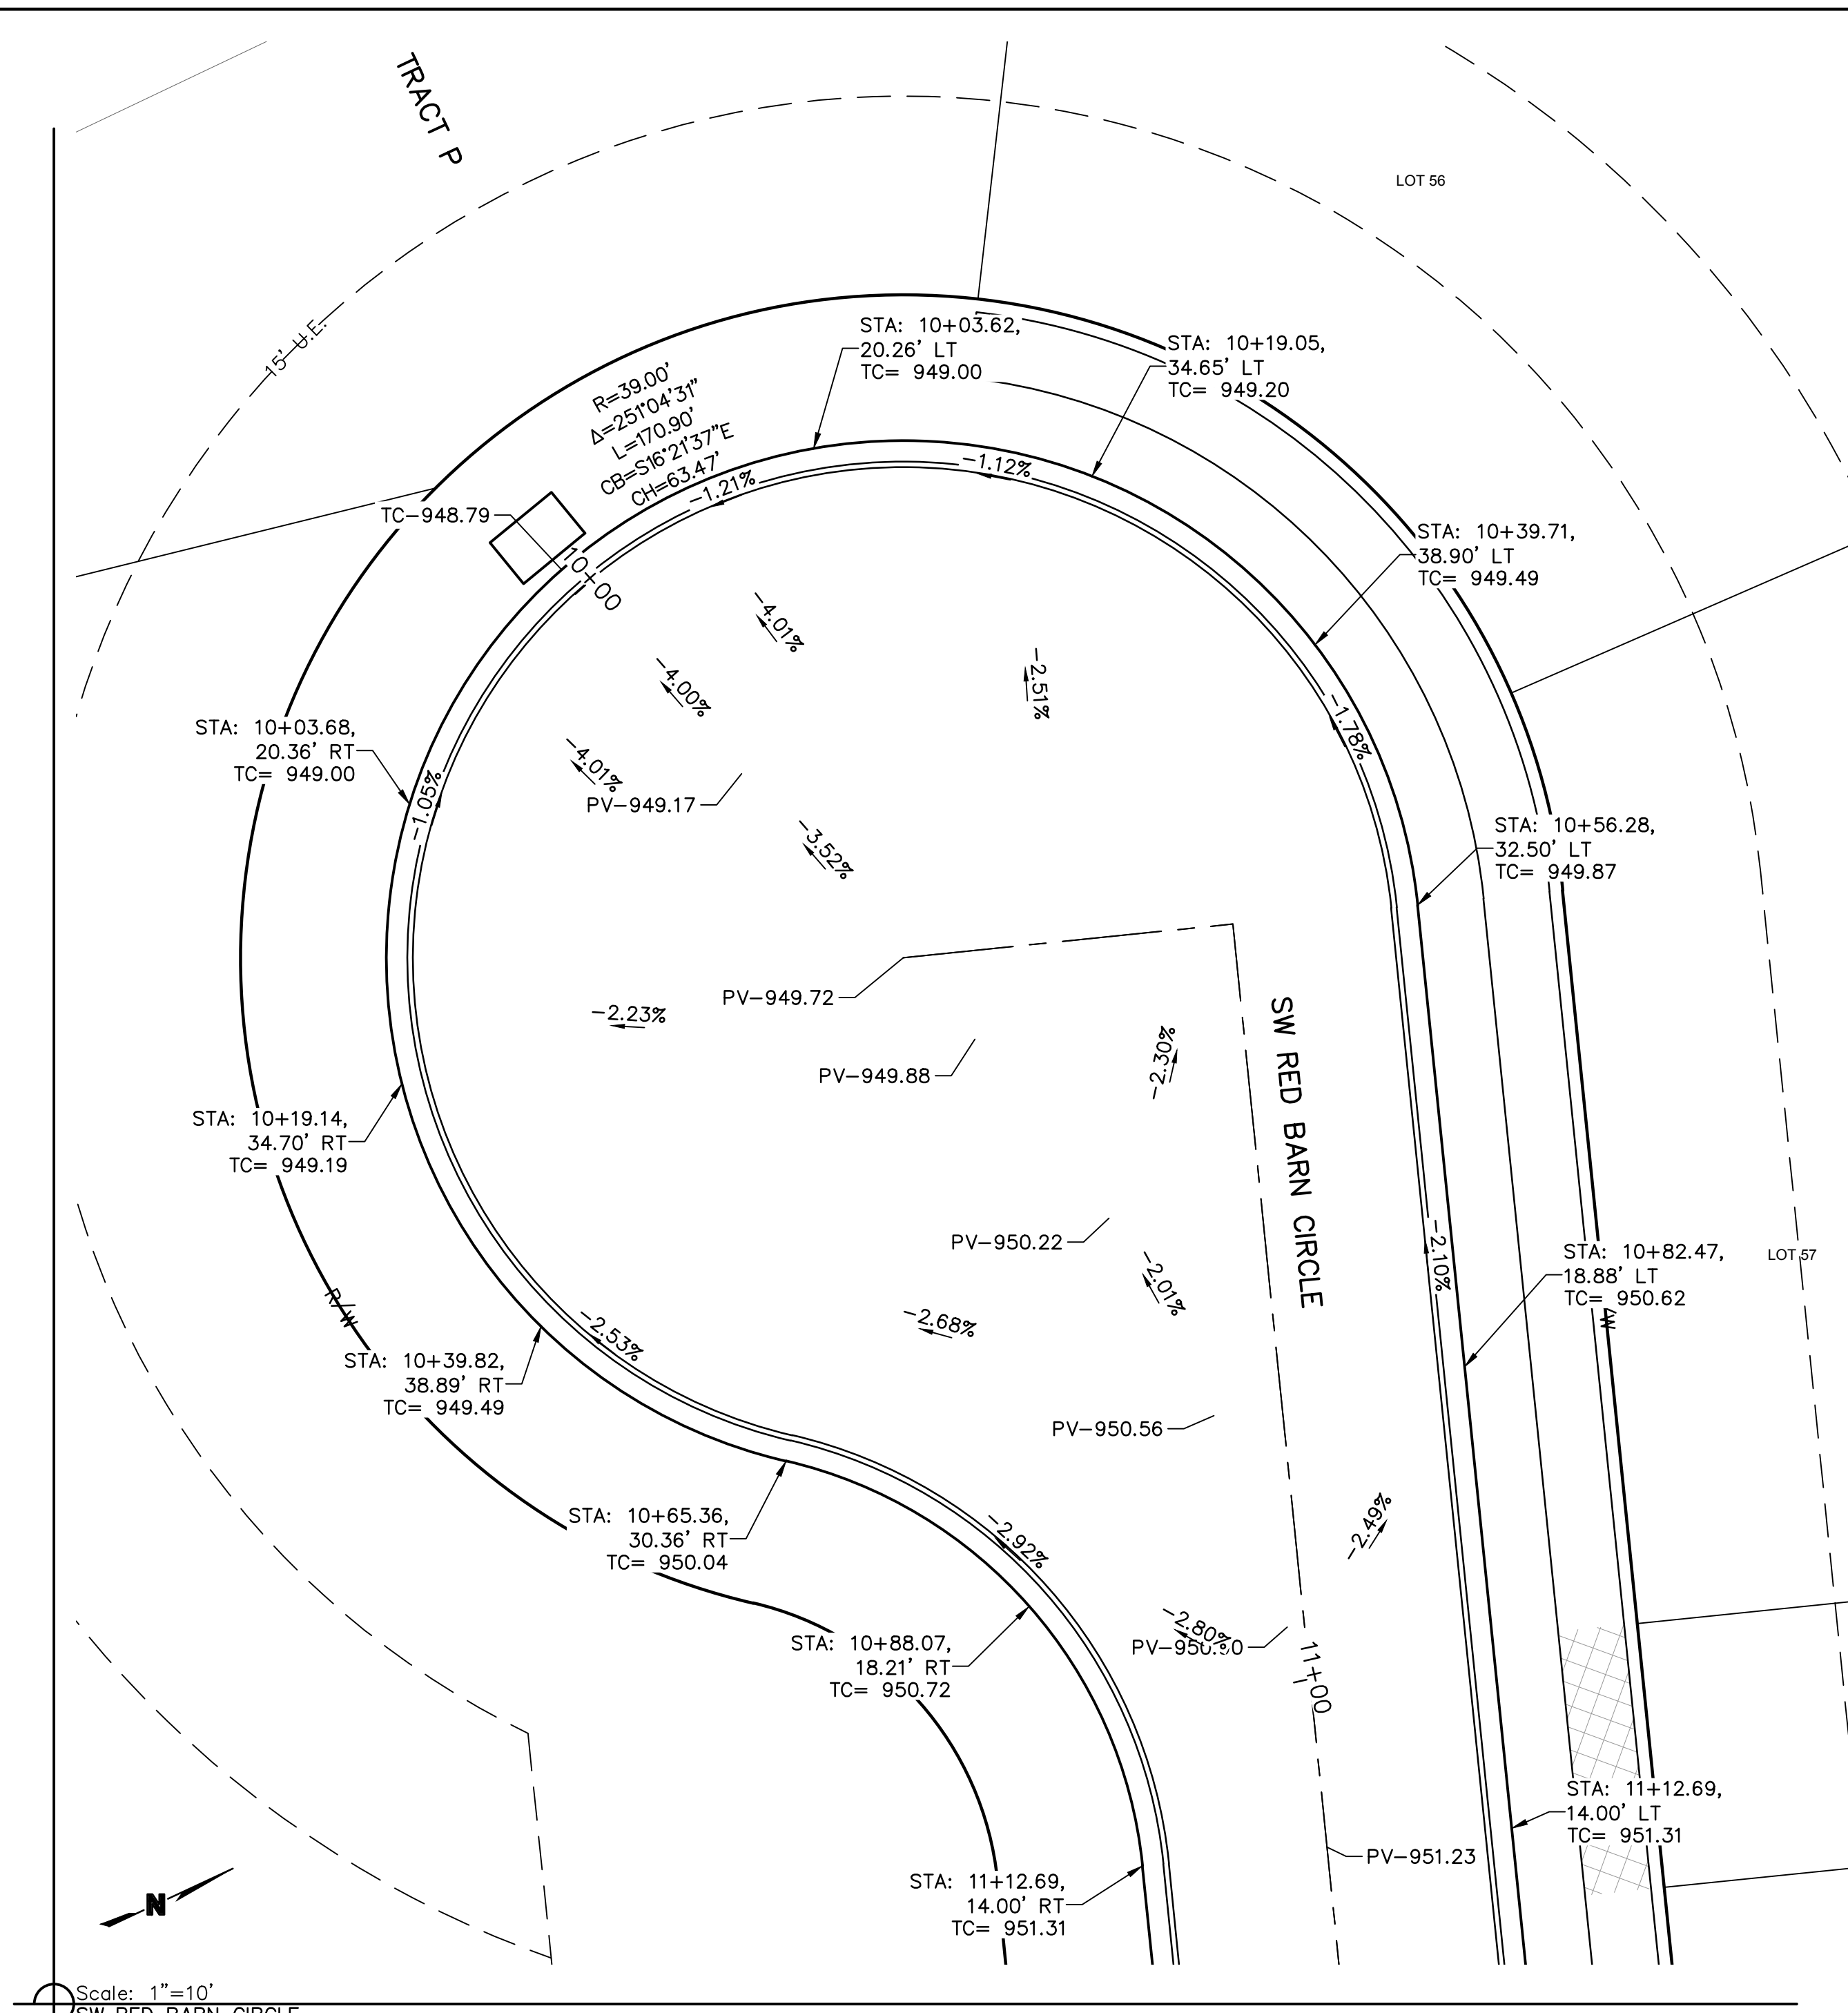 TRACT P
LOT 56
15' U.E.
STA: 10+03.62,
20.26' LT
TC= 949.00
STA: 10+19.05,
34.65' LT
TC= 949.20
R=39.00'
Δ=251°04'31"
L=170.90'
CB=S16°21'37"E
CH=63.47'
-1.12%
-1.21%
TC-948.79
10+00
STA: 10+39.71,
38.90' LT
TC= 949.49
-4.01%
-4.00%
-2.51%
-4.01%
-1.78%
STA: 10+03.68,
20.36' RT
TC= 949.00
-1.05%
PV-949.17
-3.52%
STA: 10+56.28,
32.50' LT
TC= 949.87
PV-949.72
-2.23%
PV-949.88
-2.30%
SW RED BARN CIRCLE
STA: 10+19.14,
34.70' RT
TC= 949.19
PV-950.22
-2.01%
-2.10%
STA: 10+82.47,
18.88' LT
TC= 950.62
LOT 57
R/W
/W
-2.53%
-2.68%
STA: 10+39.82,
38.89' RT
TC= 949.49
PV-950.56
STA: 10+65.36,
30.36' RT
TC= 950.04
-2.92%
-2.49%
STA: 10+88.07,
18.21' RT
TC= 950.72
-2.80%
PV-950.90
11+00
STA: 11+12.69,
14.00' LT
TC= 951.31
PV-951.23
STA: 11+12.69,
14.00' RT
TC= 951.31
N
Scale: 1"=10'
SW RED BARN CIRCLE